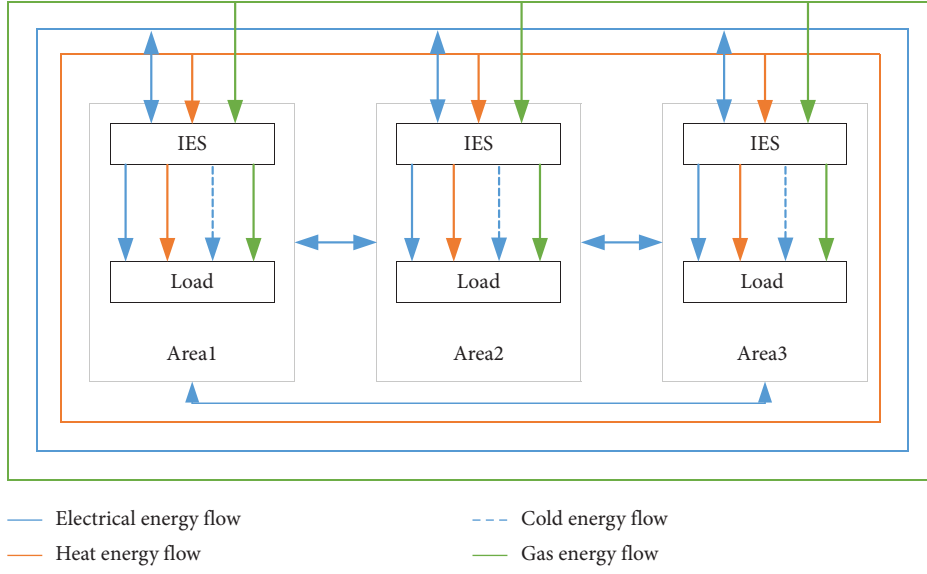 IES
IES
IES
Load
Load
Load
Area1
Area2
Area3
Electrical energy flow
Cold energy flow
Heat energy flow
Gas energy flow